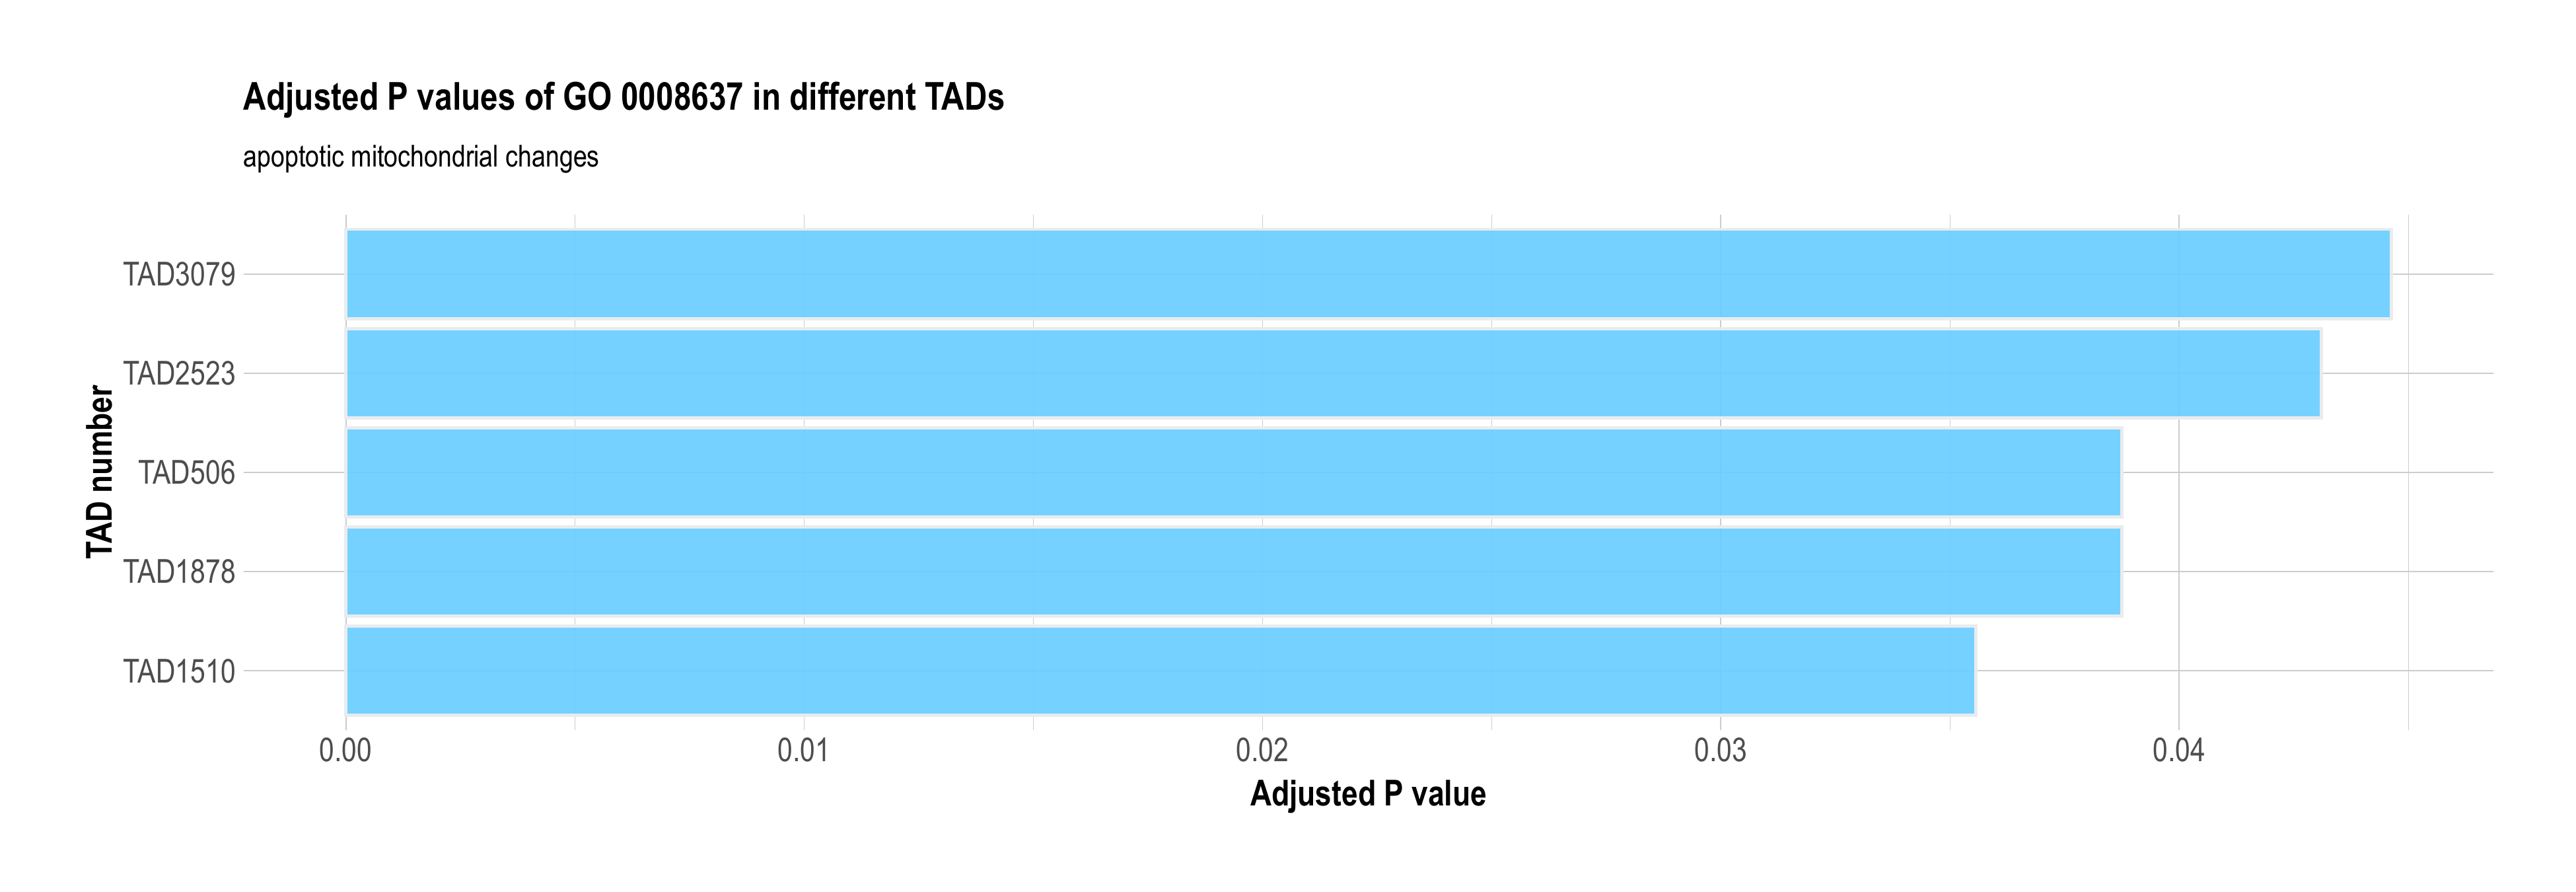 Adjusted P values of GO 0008637 in different TADs
apoptotic mitochondrial changes
TAD number
TAD3079
TAD2523
TAD506
TAD1878
TAD1510
0.00 0.01 0.02 0.03 0.04
Adjusted P value